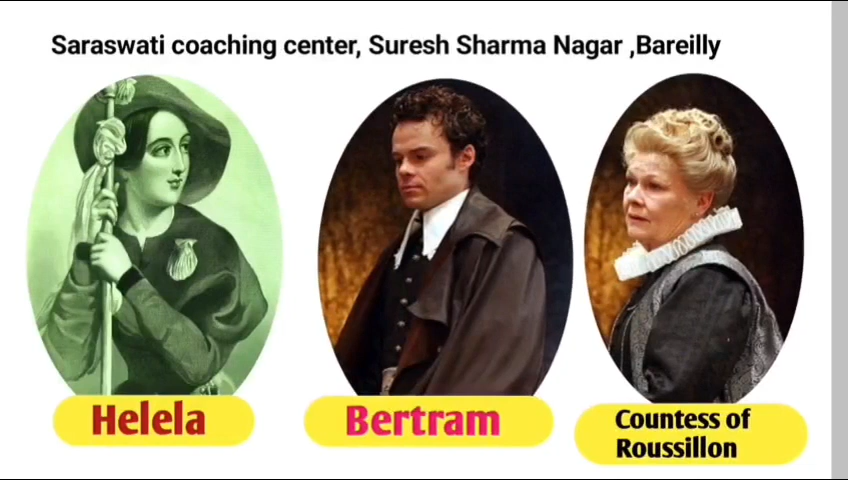 Saraswati coaching center, Suresh Sharma Nagar ,Bareilly
Helela
Bertram
Countess of
Roussillon